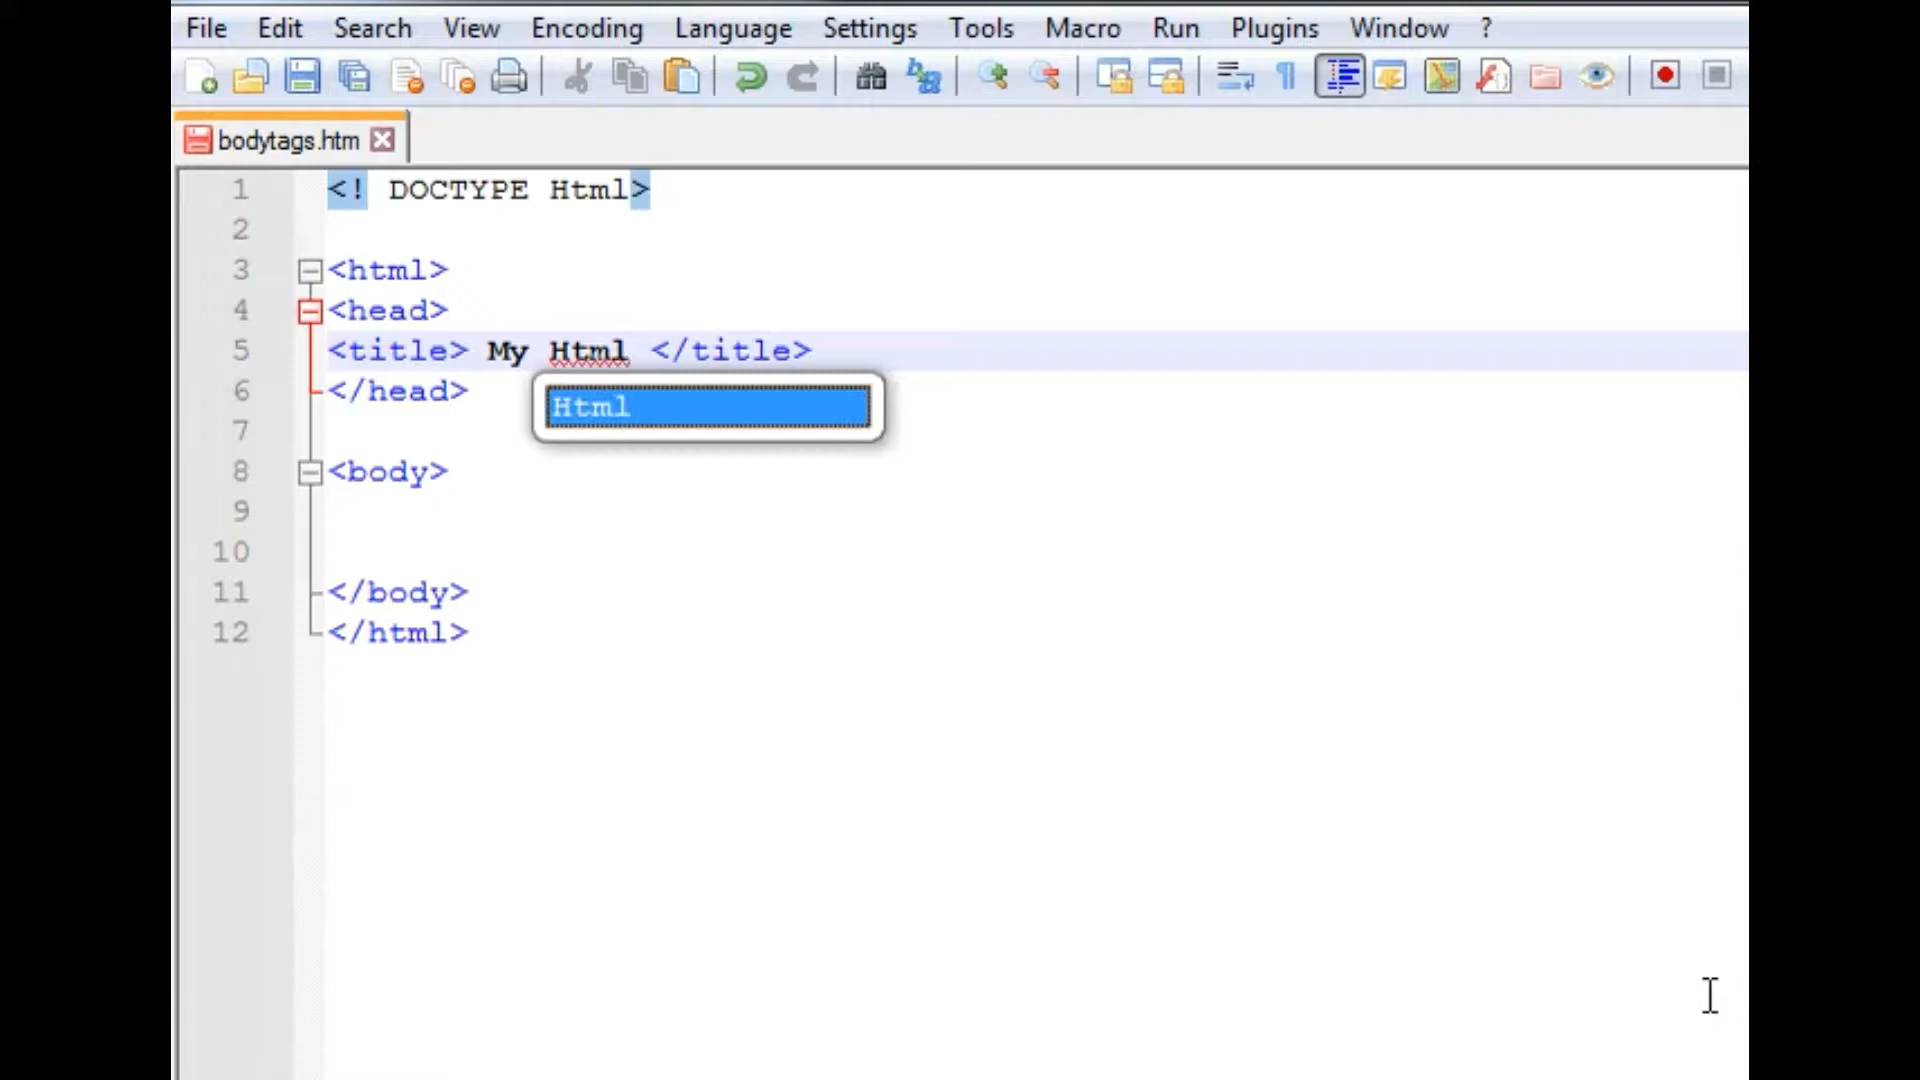 File Edit Search View Encoding Language Settings Tools Macro Run Plugins Window ?
bodytags.htm
1 <! DOCTYPE Html>
2
3 <html>
4 <head>
5 <title> My Html </title>
Html
6 </head>
7
8 <body>
9
10
11 </body>
12 </html>